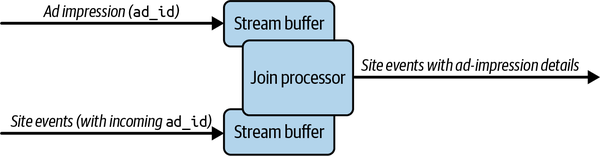 Ad impression (ad_id)
Stream buffer
Join processor
Site events with ad-impression details
Site events (with incoming ad_id)
Stream buffer